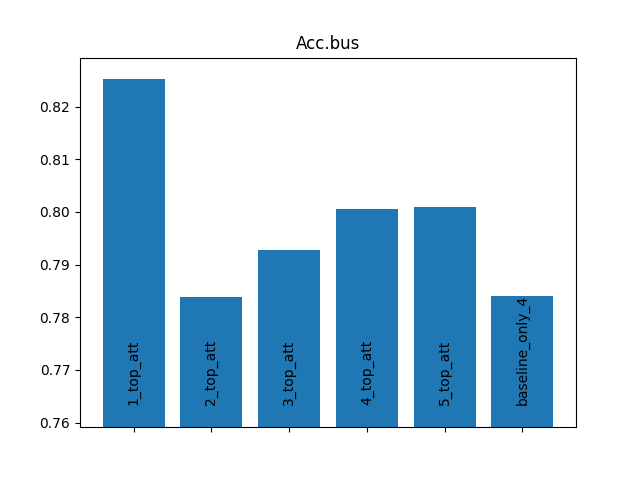 Acc.bus
0.82
0.81
0.80
0.79
0.78
0.77
0.76
1_top_att
2_top_att
3_top_att
4_top_att
5_top_att
baseline_only_4